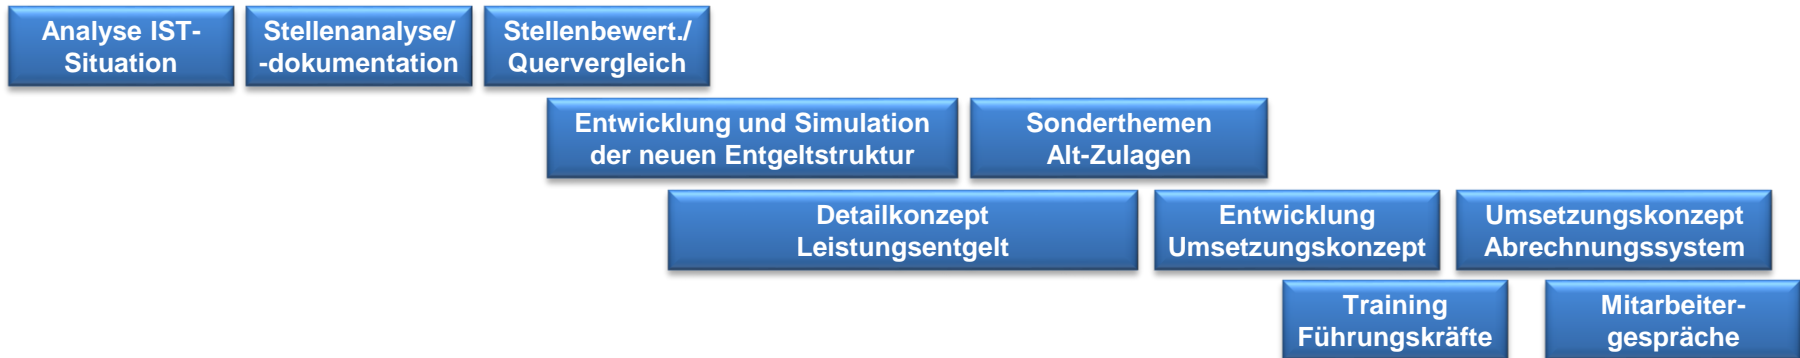 Analyse IST-
Situation
Stellenanalyse/
-dokumentation
Stellenbewert./
Quervergleich
Entwicklung und Simulation
der neuen Entgeltstruktur
Sonderthemen
Alt-Zulagen
Detailkonzept
Leistungsentgelt
Entwicklung
Umsetzungskonzept
Umsetzungskonzept
Abrechnungssystem
Training
Führungskräfte
Mitarbeiter-
gespräche